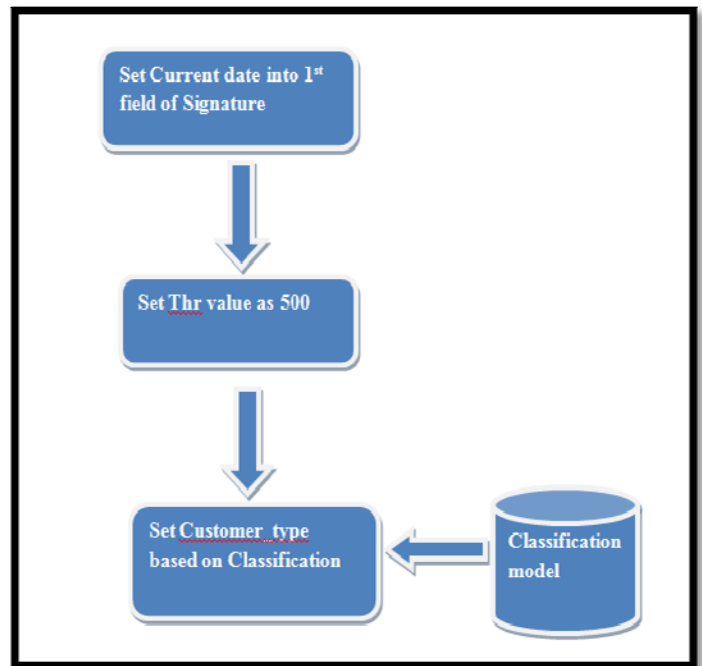 Set Current date into 1st
field of Signature
Set Thr value as 500
Set Customer_type
based on Classification
Classification
model